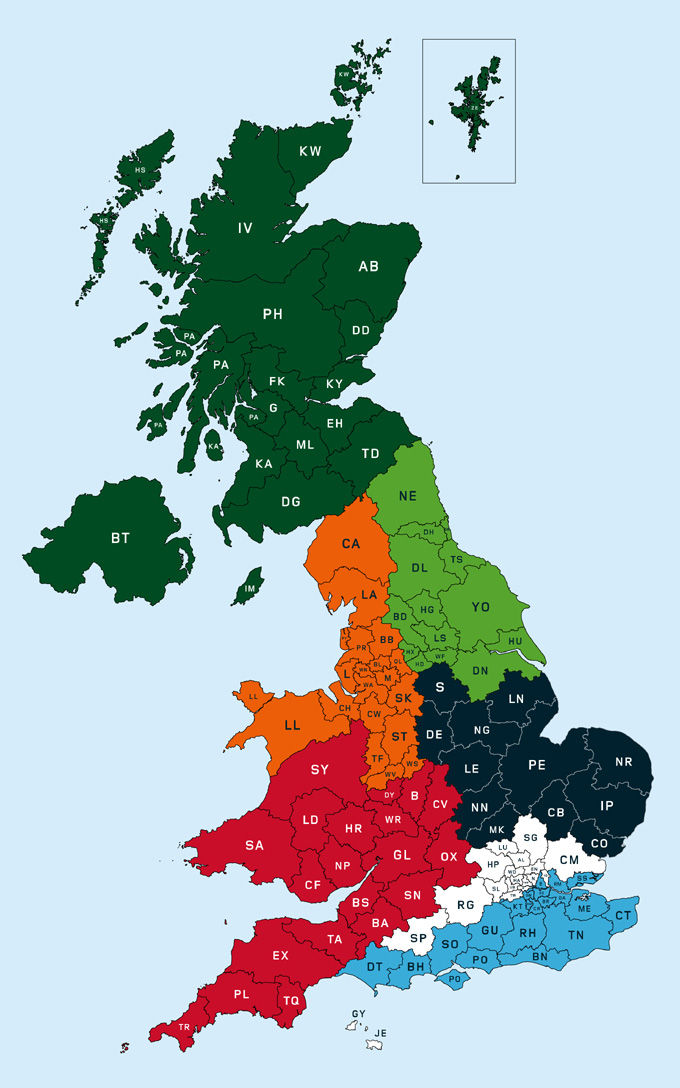 KW
ZE
KW
HS
HS
IV
AB
PH
DD
PA
PA
PA
FK
KY
G
PA
PA
EH
ML
KA
KA
TD
DG
NE
BT
DH
CA
DL
TS
IM
LA
YO
HG
BD
LS
HU
BB
PR
HX
WF
HD
DN
BL
OL
L
WN
M
WA
S
LL
SK
LN
CH
CW
LL
NG
DE
ST
TF
WS
SY
LE
PE
NR
WV
DY
B
CV
NN
IP
CB
LD
HR
WR
MK
SG
SA
CO
LU
GL
OX
NP
HP
AL
CM
CF
SL
SS
SN
BS
RG
KT
ME
CT
BA
GU
RH
TN
TA
SP
SO
EX
BN
PO
DT
BH
PO
PL
TQ
GY
TR
JE